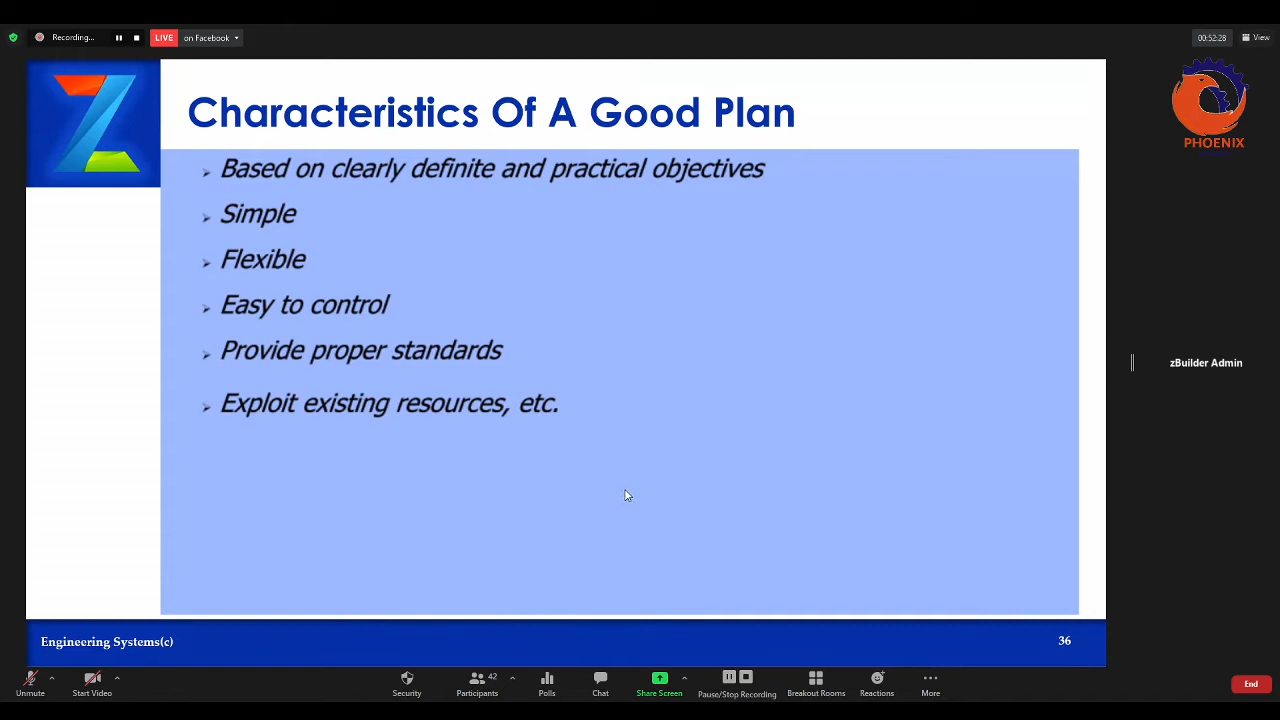 Recording...
LIVE on Facebook
00:52:28
View
Characteristics Of A Good Plan
PHOENIX
Based on clearly definite and practical objectives
Simple
Flexible
Easy to control
Provide proper standards
Exploit existing resources, etc.
zBuilder Admin
Engineering Systems(c)
36
Unmute
Start Video
Security
Participants 42
Polls
Chat
Share Screen
Pause/Stop Recording
Breakout Rooms
Reactions
More
End